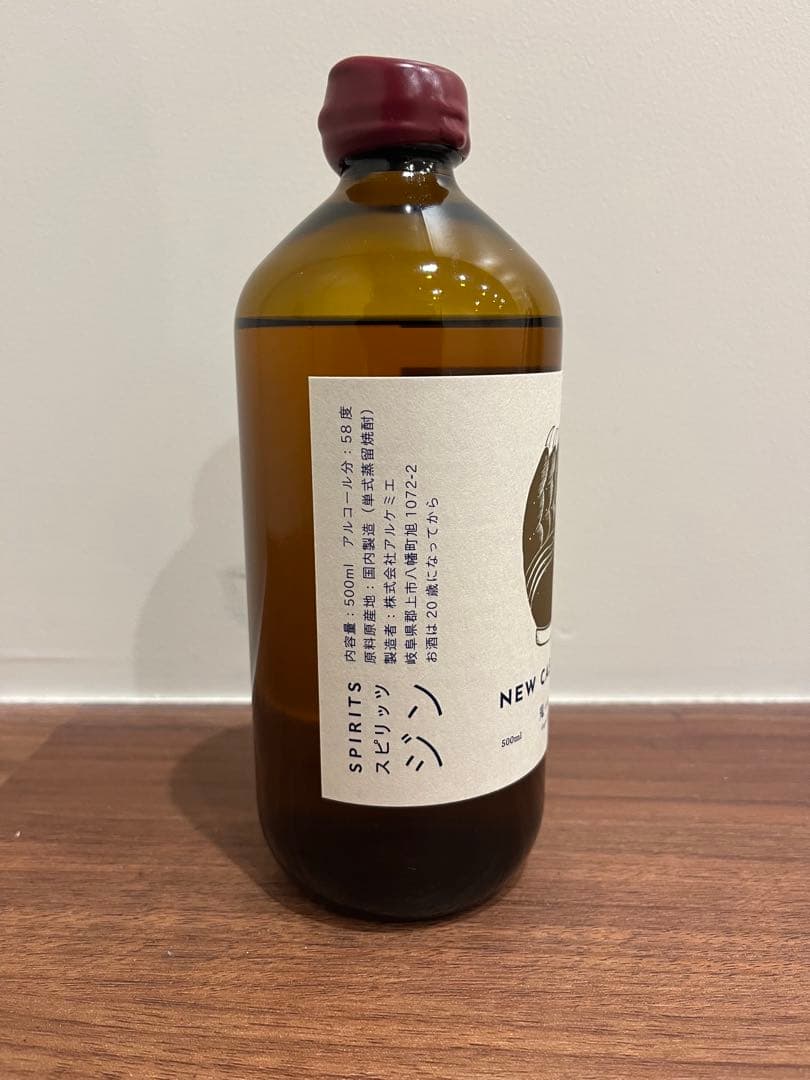 SPIRITS
スピリッツ
ジン
内容量：500ml　アルコール分：58 度
原料原産地：国内製造（単式蒸留焼酎）
製造者：株式会社アルケミエ
岐阜県郡上市八幡町旭 1072-2
お酒は 20 歳になってから
NEW
500ml